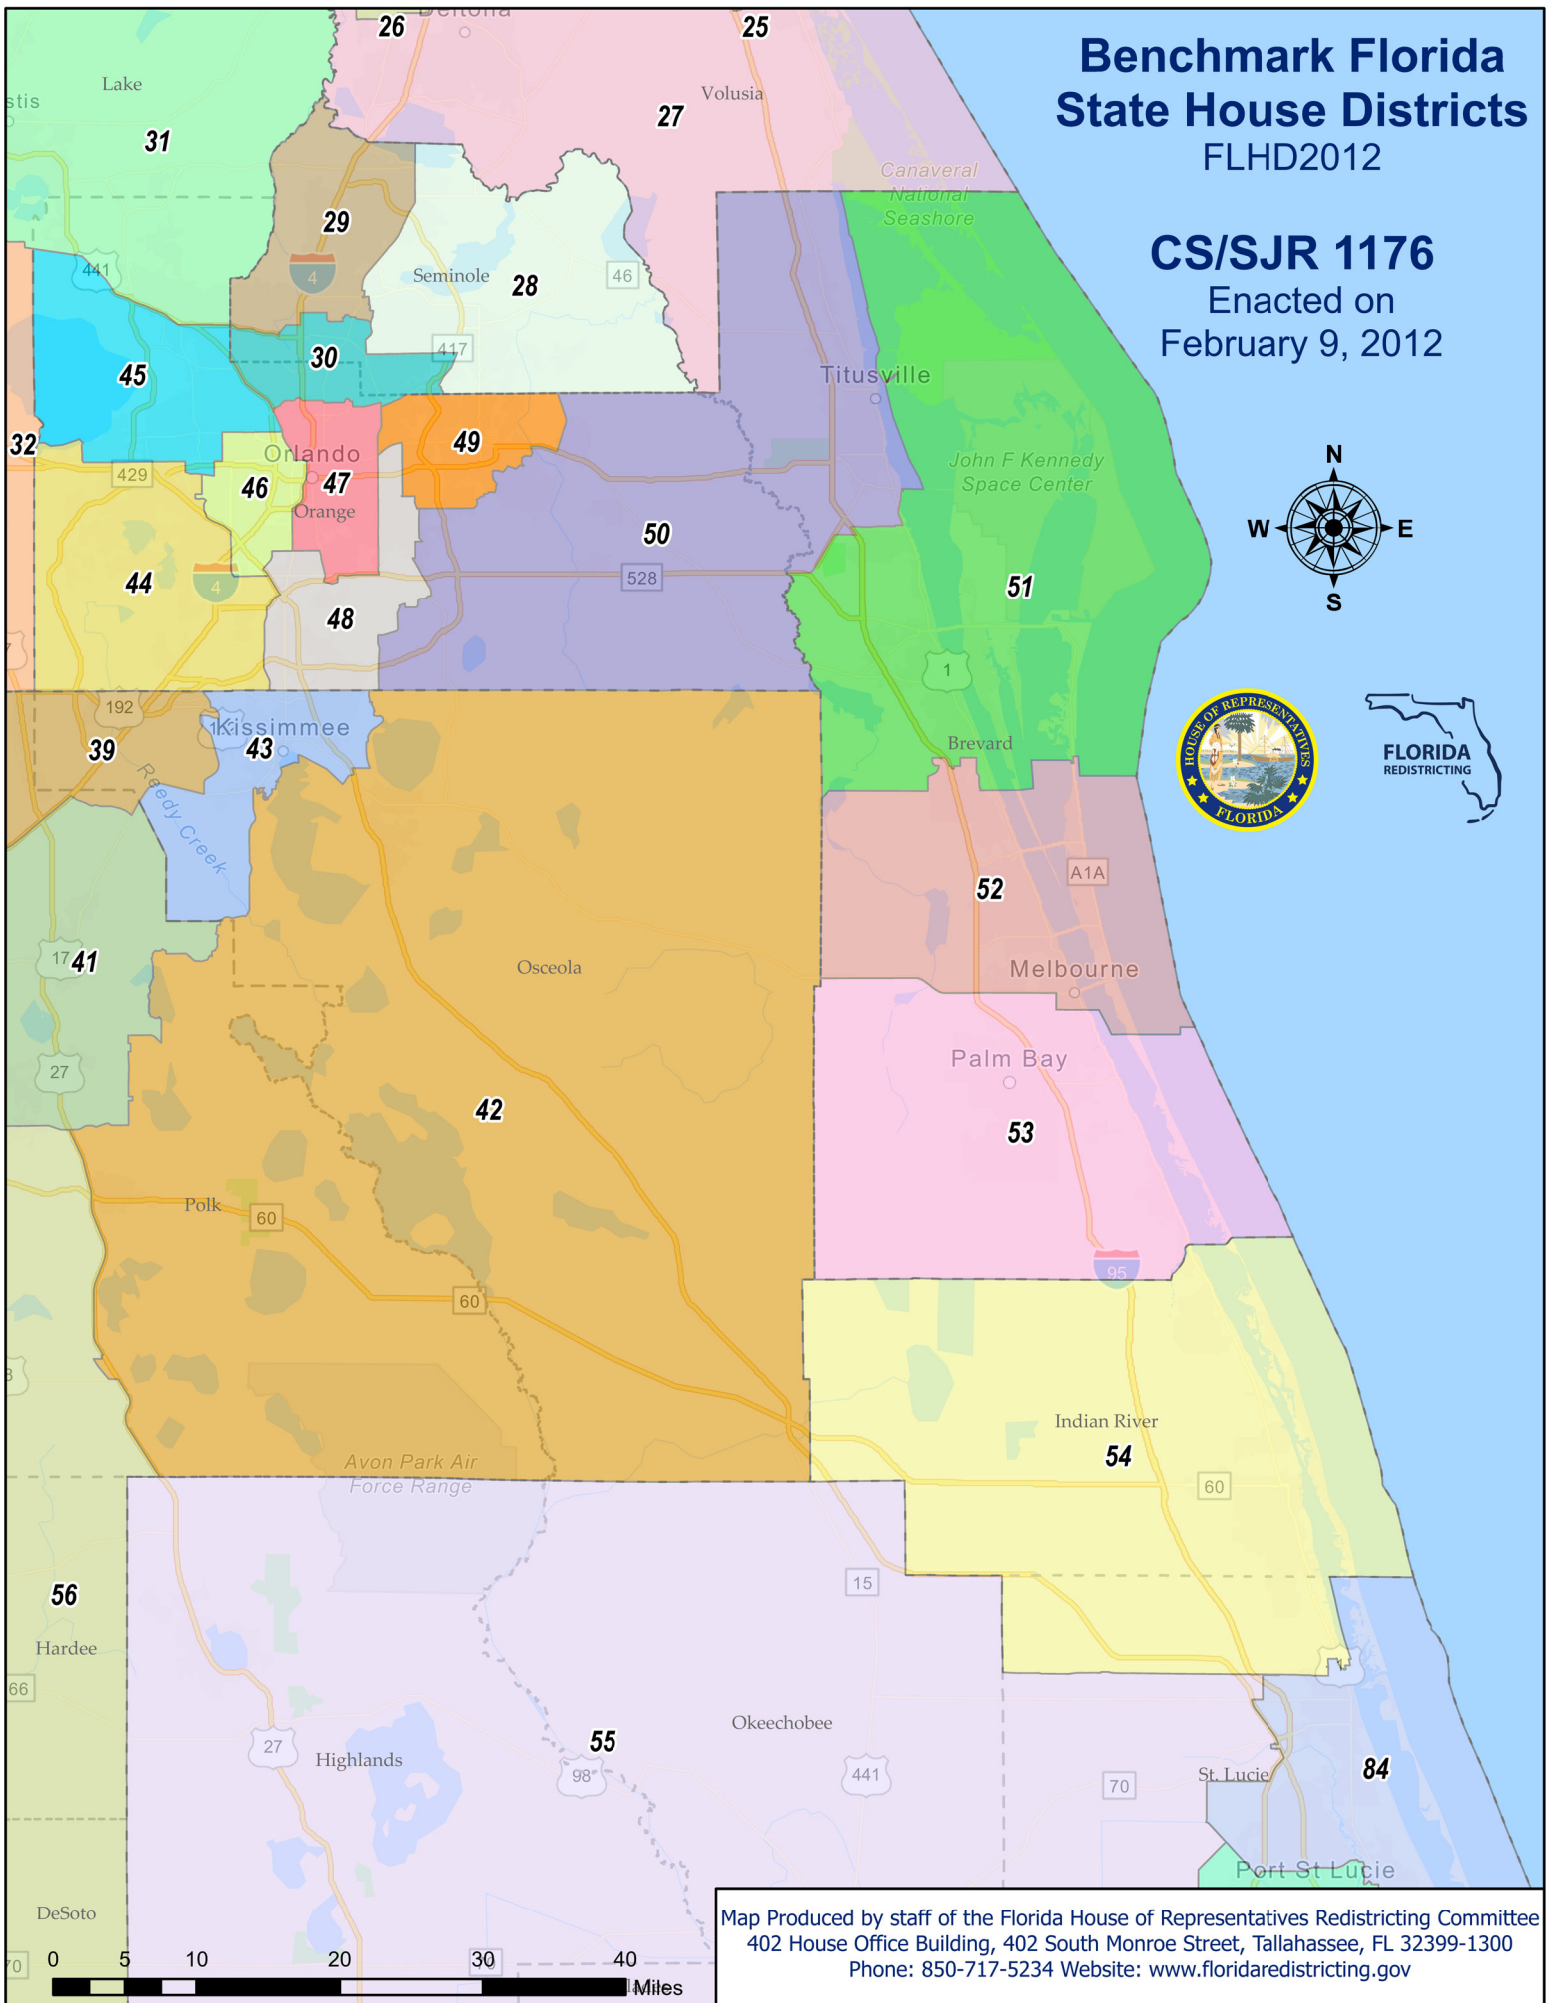 Benchmark Florida
State House Districts
FLHD2012
CS/SJR 1176
Enacted on
February 9, 2012
N
W
E
S
HOUSE OF REPRESENTATIVES
FLORIDA
FLORIDA
REDISTRICTING
26
Deltona
25
Lake
Volusia
stis
31
27
Canaveral
National
Seashore
29
441
4
Seminole
28
46
417
30
45
Titusville
32
49
Orlando
429
46
47
John F Kennedy
Space Center
Orange
50
44
4
528
51
48
1
192
39
Kissimmee
43
Brevard
Reedy Creek
52
A1A
17
41
Osceola
Melbourne
27
Palm Bay
42
53
Polk
60
60
95
Indian River
54
Avon Park Air
Force Range
60
56
15
Hardee
66
Okeechobee
55
27
Highlands
98
441
70
St. Lucie
84
Port St Lucie
DeSoto
70
0
5
10
20
30
40
Miles
Map Produced by staff of the Florida House of Representatives Redistricting Committee
402 House Office Building, 402 South Monroe Street, Tallahassee, FL 32399-1300
Phone: 850-717-5234 Website: www.floridaredistricting.gov